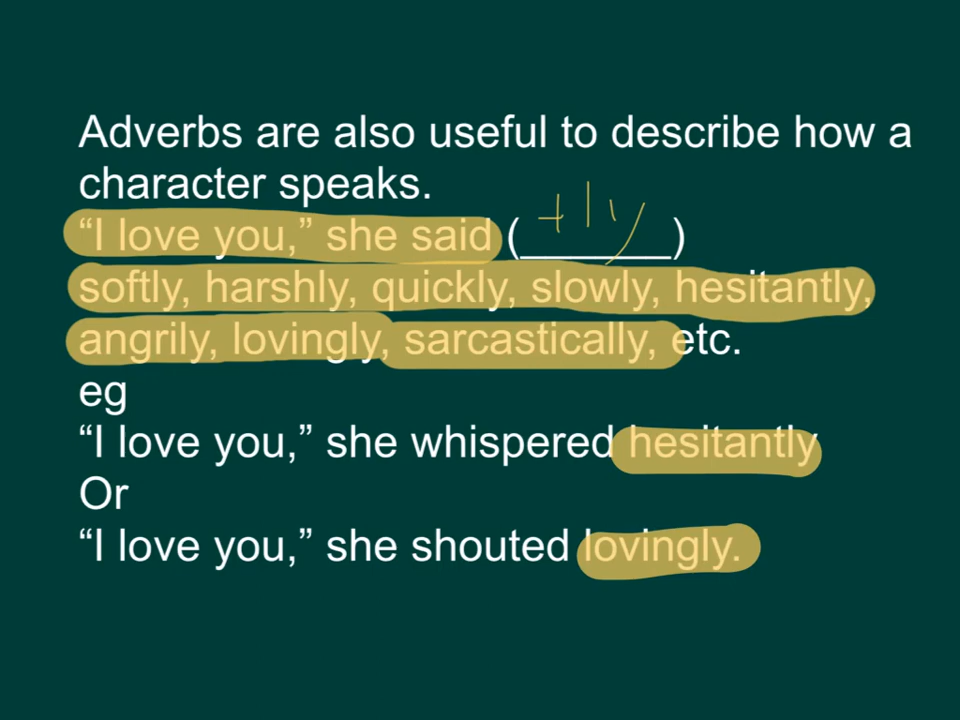 Adverbs are also useful to describe how a
character speaks.
“I love you,” she said (______)
+ly
softly, harshly, quickly, slowly, hesitantly,
angrily, lovingly, sarcastically, etc.
eg
“I love you,” she whispered hesitantly
Or
“I love you,” she shouted lovingly.